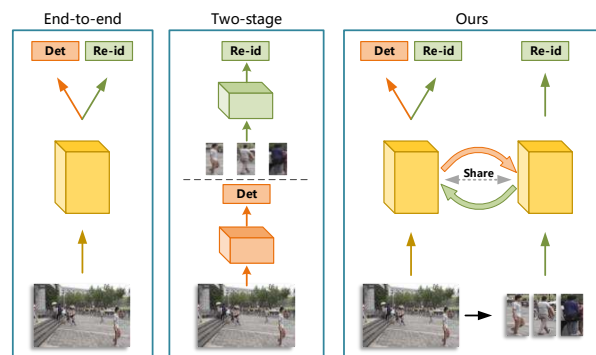 End-to-end
Two-stage
Ours
Det
Re-id
Re-id
Det
Re-id
Re-id
Share
Det